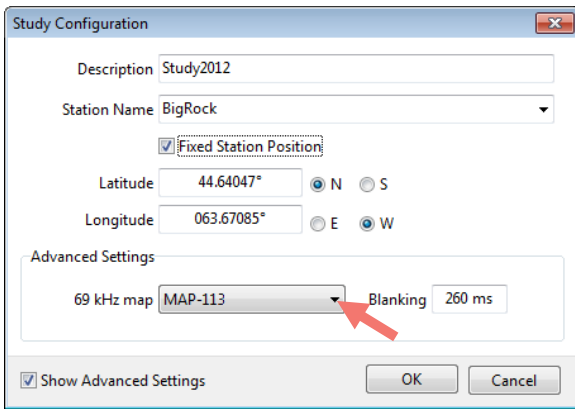 Study Configuration
Description Study2012
Station Name BigRock
Fixed Station Position
Latitude 44.64047° N S
Longitude 063.67085° E W
Advanced Settings
69 kHz map MAP-113 Blanking 260 ms
Show Advanced Settings OK Cancel